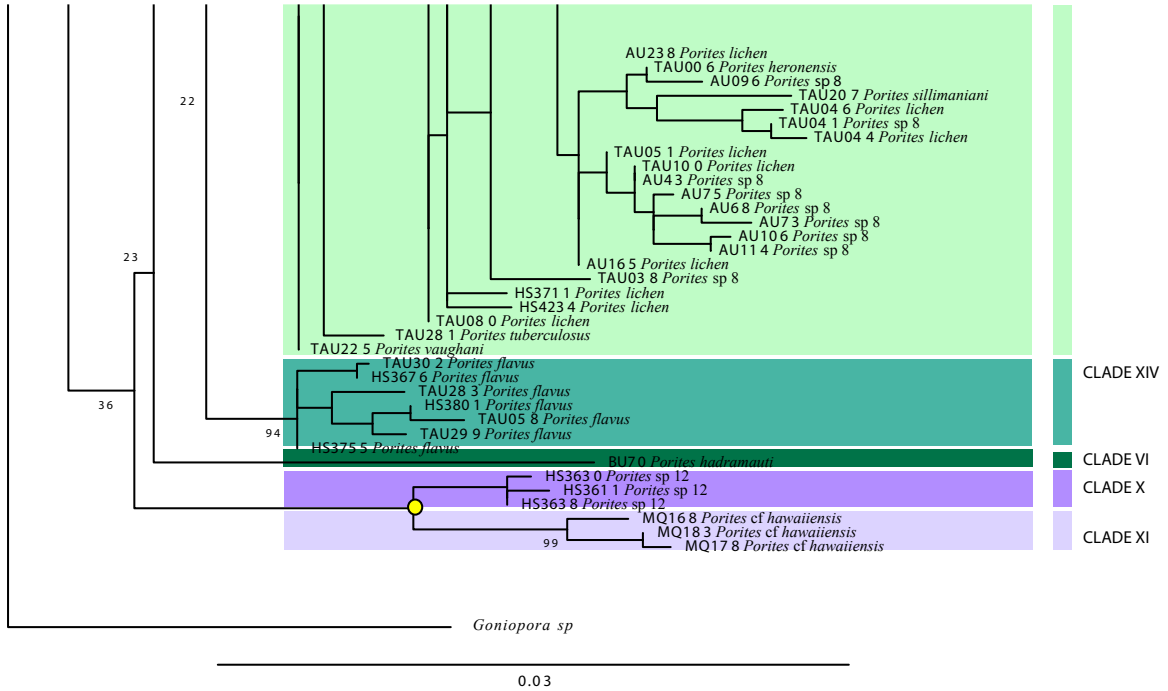 AU23 8 Porites lichen
TAU00 6 Porites heronensis
22
AU09 6 Porites sp 8
TAU20 7 Porites sillimaniani
TAU04 6 Porites lichen
TAU04 1 Porites sp 8
TAU04 4 Porites lichen
TAU05 1 Porites lichen
TAU10 0 Porites lichen
AU43 Porites sp 8
AU7 5 Porites sp 8
AU6 8 Porites sp 8
AU7 3 Porites sp 8
AU10 6 Porites sp 8
AU11 4 Porites sp 8
23
AU16 5 Porites lichen
TAU03 8 Porites sp 8
HS371 1 Porites lichen
HS423 4 Porites lichen
TAU08 0 Porites lichen
TAU28 1 Porites tuberculosus
TAU22 5 Porites vaughani
TAU30 2 Porites flavus
CLADE XIV
HS367 6 Porites flavus
TAU28 3 Porites flavus
36
HS380 1 Porites flavus
TAU05 8 Porites flavus
94
TAU29 9 Porites flavus
HS375 5 Porites flavus
BU7 0 Porites hadramauti
CLADE VI
HS363 0 Porites sp 12
CLADE X
HS361 1 Porites sp 12
HS363 8 Porites sp 12
MQ16 8 Porites cf hawaiiensis
MQ18 3 Porites cf hawaiiensis
CLADE XI
99
MQ17 8 Porites cf hawaiiensis
Goniopora sp
0.03